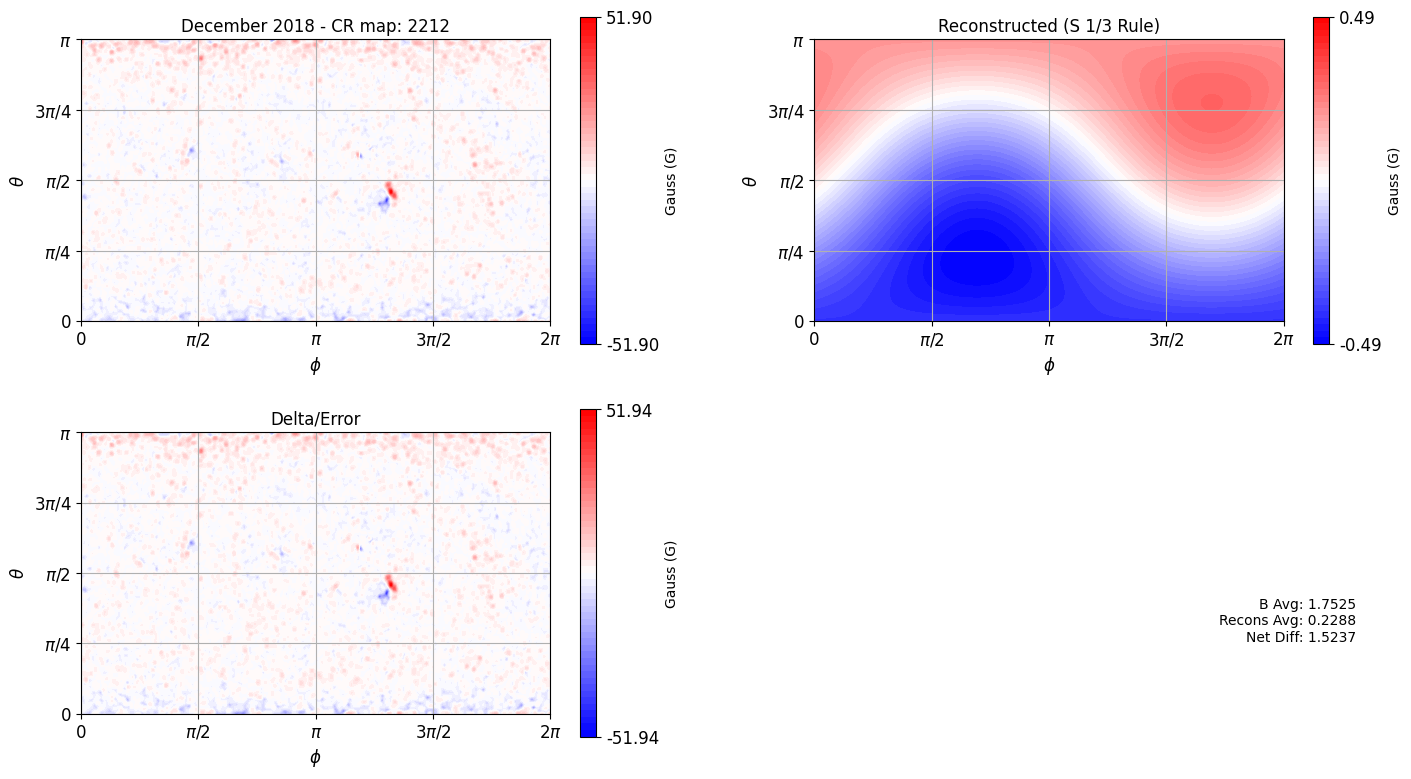 December 2018 - CR map: 2212
51.90
π
3π/4
π/2
π/4
0
θ
0
π/2
π
3π/2
2π
ϕ
-51.90
Gauss (G)
Reconstructed (S 1/3 Rule)
0.49
π
3π/4
π/2
π/4
0
θ
0
π/2
π
3π/2
2π
ϕ
-0.49
Gauss (G)
Delta/Error
51.94
π
3π/4
π/2
π/4
0
θ
0
π/2
π
3π/2
2π
ϕ
-51.94
Gauss (G)
B Avg: 1.7525
Recons Avg: 0.2288
Net Diff: 1.5237